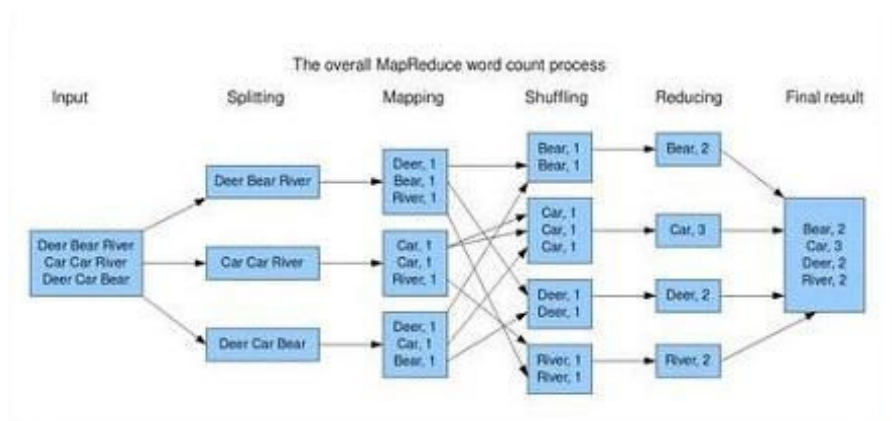 The overall MapReduce word count process
Input
Splitting
Mapping
Shuffling
Reducing
Final result
Deer Bear River
Car Car River
Deer Car Bear
Deer Bear River
Car Car River
Deer Car Bear
Deer, 1
Bear, 1
River, 1
Car, 1
Car, 1
River, 1
Deer, 1
Car, 1
Bear, 1
Bear, 1
Bear, 1
Car, 1
Car, 1
Car, 1
Deer, 1
Deer, 1
River, 1
River, 1
Bear, 2
Car, 3
Deer, 2
River, 2
Bear, 2
Car, 3
Deer, 2
River, 2